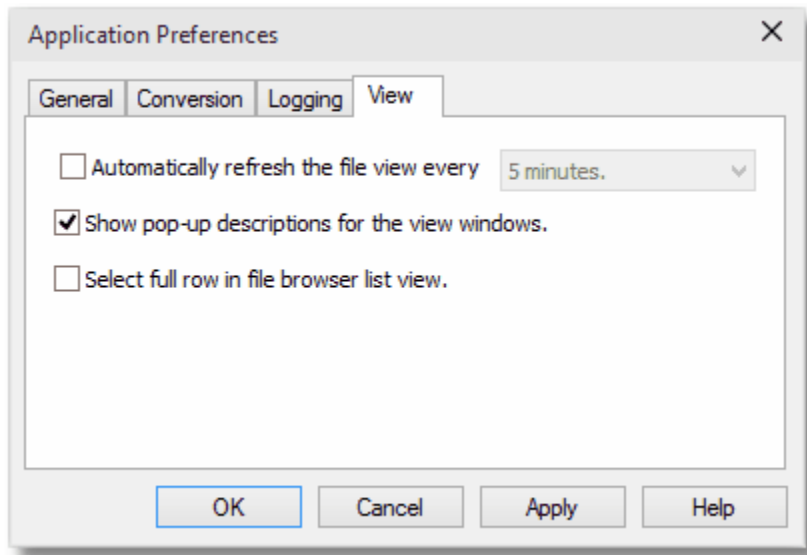 Application Preferences
General Conversion Logging View
Automatically refresh the file view every 5 minutes.
Show pop-up descriptions for the view windows.
Select full row in file browser list view.
OK Cancel Apply Help